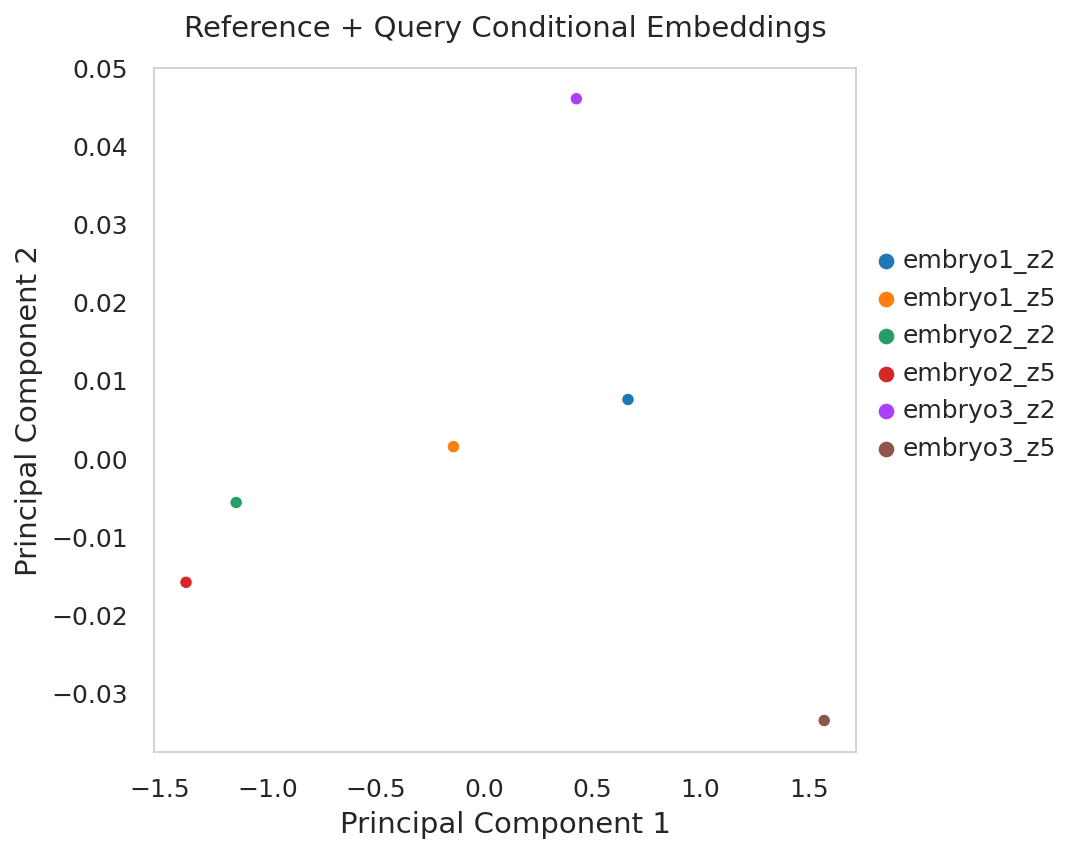 Reference + Query Conditional Embeddings
0.05
0.04
0.03
0.02
0.01
0.00
−0.01
−0.02
−0.03
Principal Component 2
−1.5 −1.0 −0.5 0.0 0.5 1.0 1.5
Principal Component 1
embryo1_z2
embryo1_z5
embryo2_z2
embryo2_z5
embryo3_z2
embryo3_z5